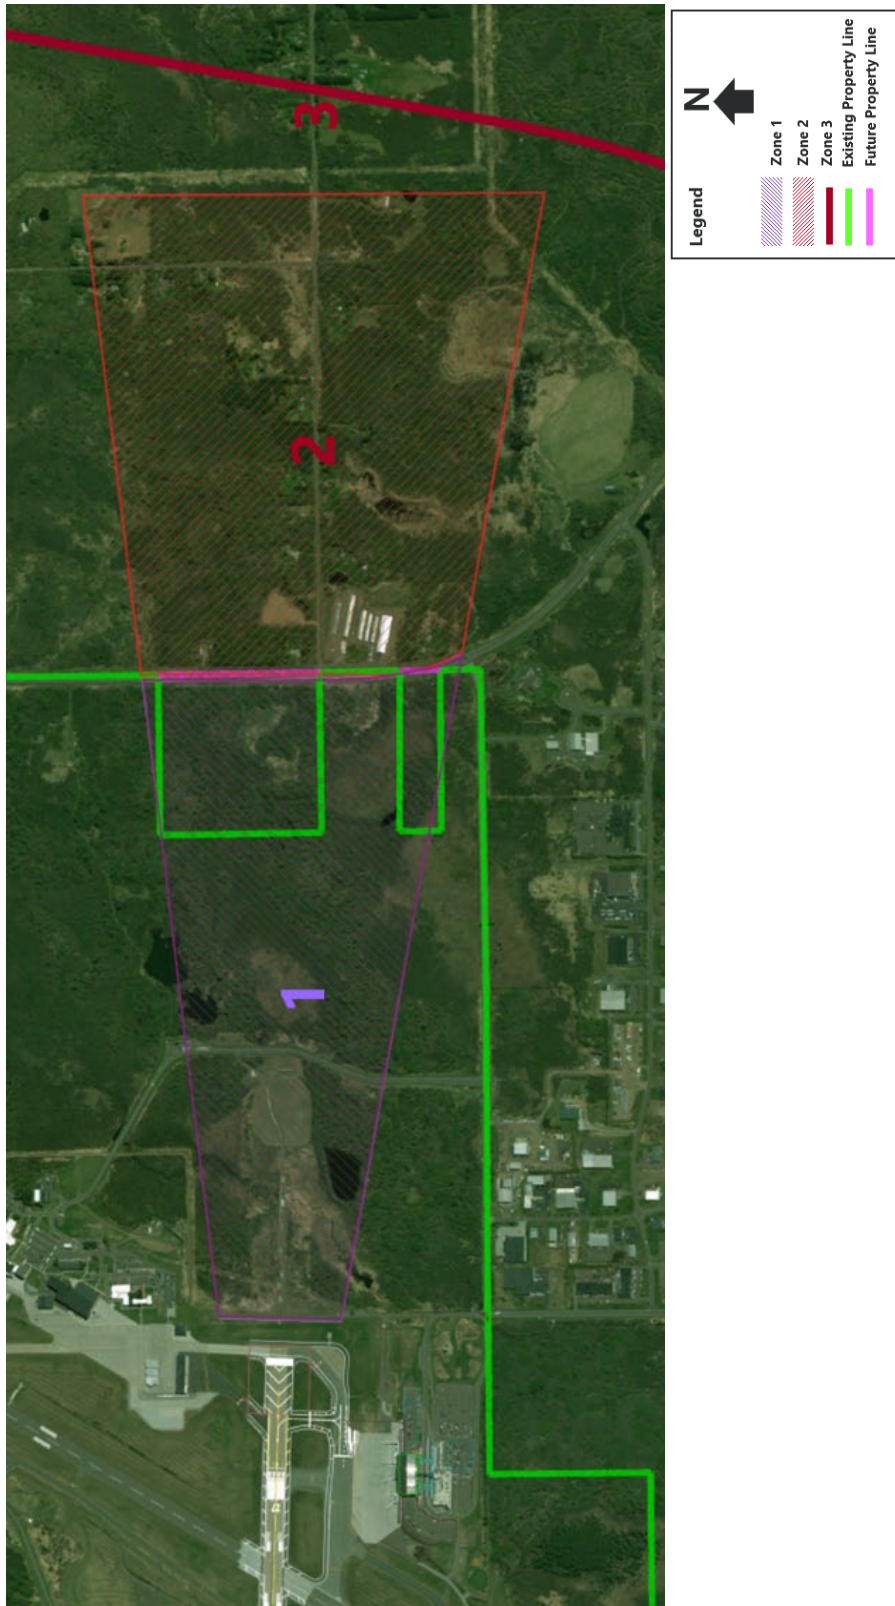 3
2
1
N
Legend
Zone 1
Zone 2
Zone 3
Existing Property Line
Future Property Line